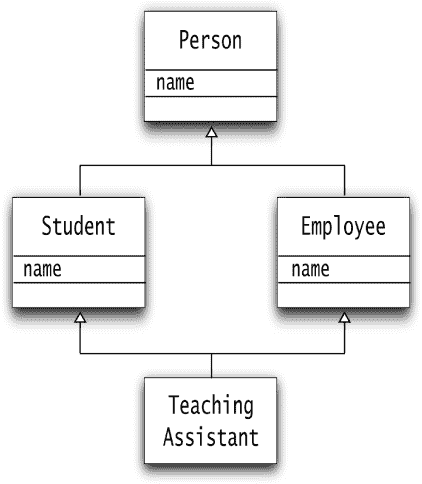 Person
name
Student
name
Employee
name
Teaching
Assistant